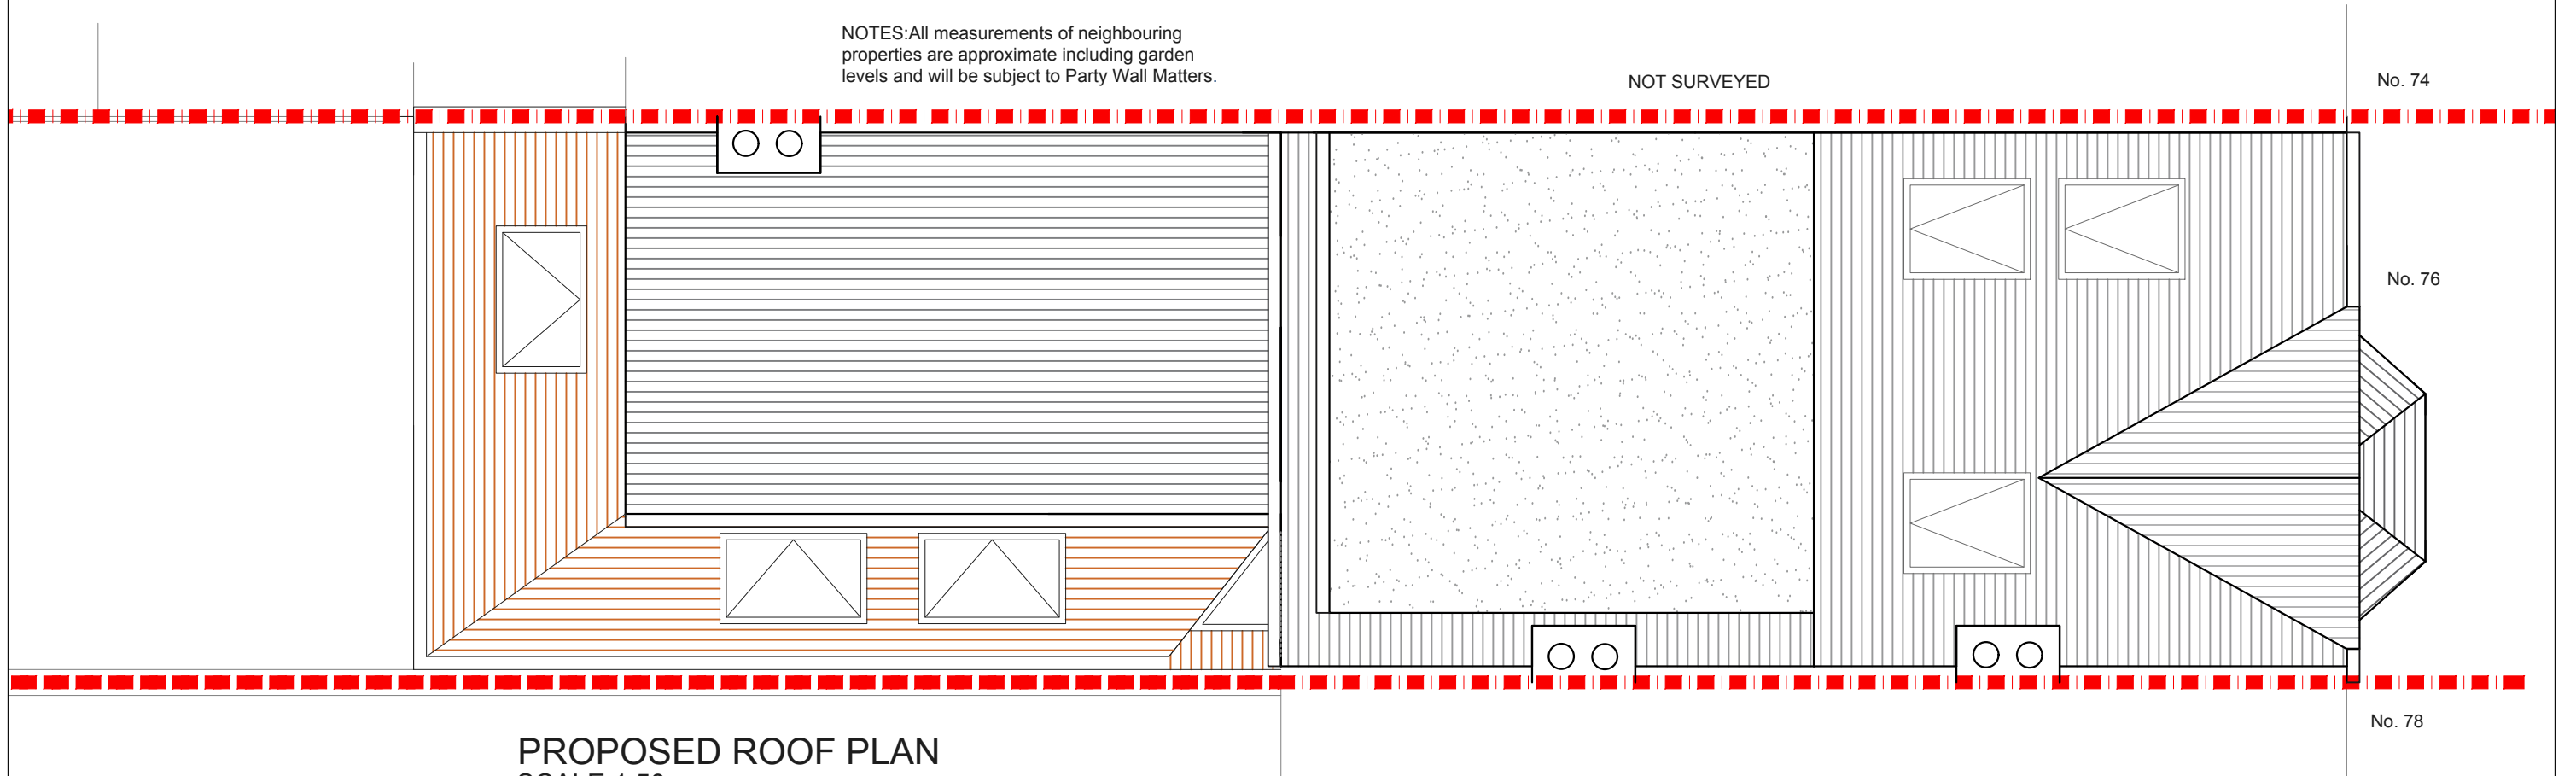 NOTES:All measurements of neighbouring
properties are approximate including garden
levels and will be subject to Party Wall Matters.
NOT SURVEYED
No. 74
No. 76
No. 78
PROPOSED ROOF PLAN